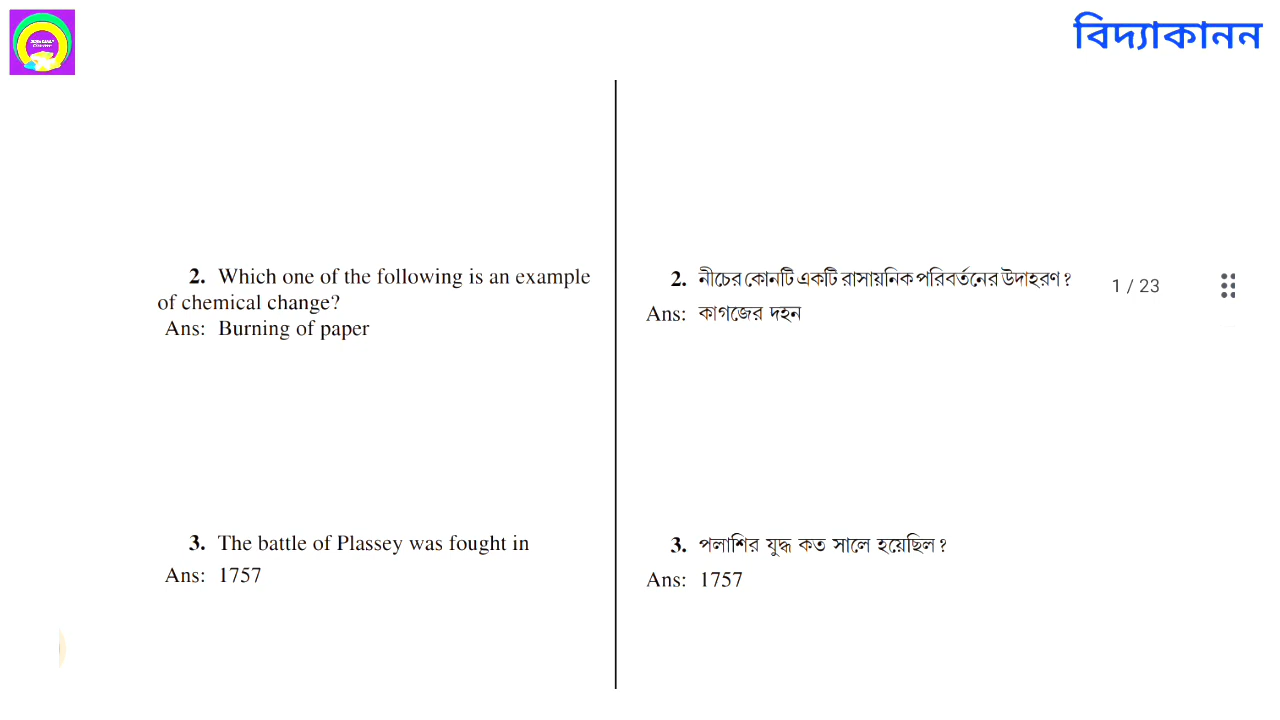 বিদ্যাকানন
2. Which one of the following is an example
of chemical change?
Ans: Burning of paper
3. The battle of Plassey was fought in
Ans: 1757
2. নীচের কোনটি একটি রাসায়নিক পরিবর্তনের উদাহরণ?
Ans: কাগজের দহন
1 / 23
3. পলাশির যুদ্ধ কত সালে হয়েছিল?
Ans: 1757